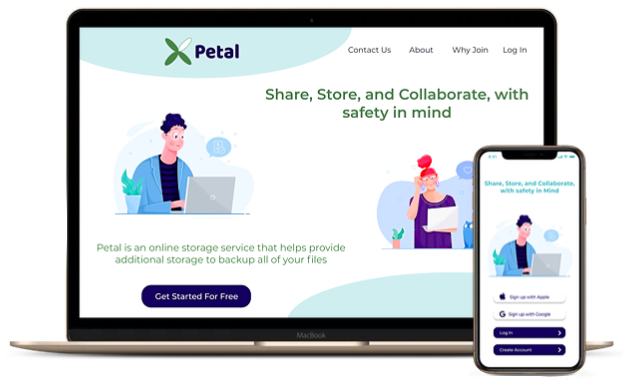 Petal
Contact Us
About
Why Join
Log In
Share, Store, and Collaborate, with
safety in mind
Petal is an online storage service that helps provide
additional storage to backup all of your files
Get Started For Free
MacBook
Share, Store, and Collaborate,
with safety in Mind
Sign up with Apple
Sign up with Google
Log In
Create Account